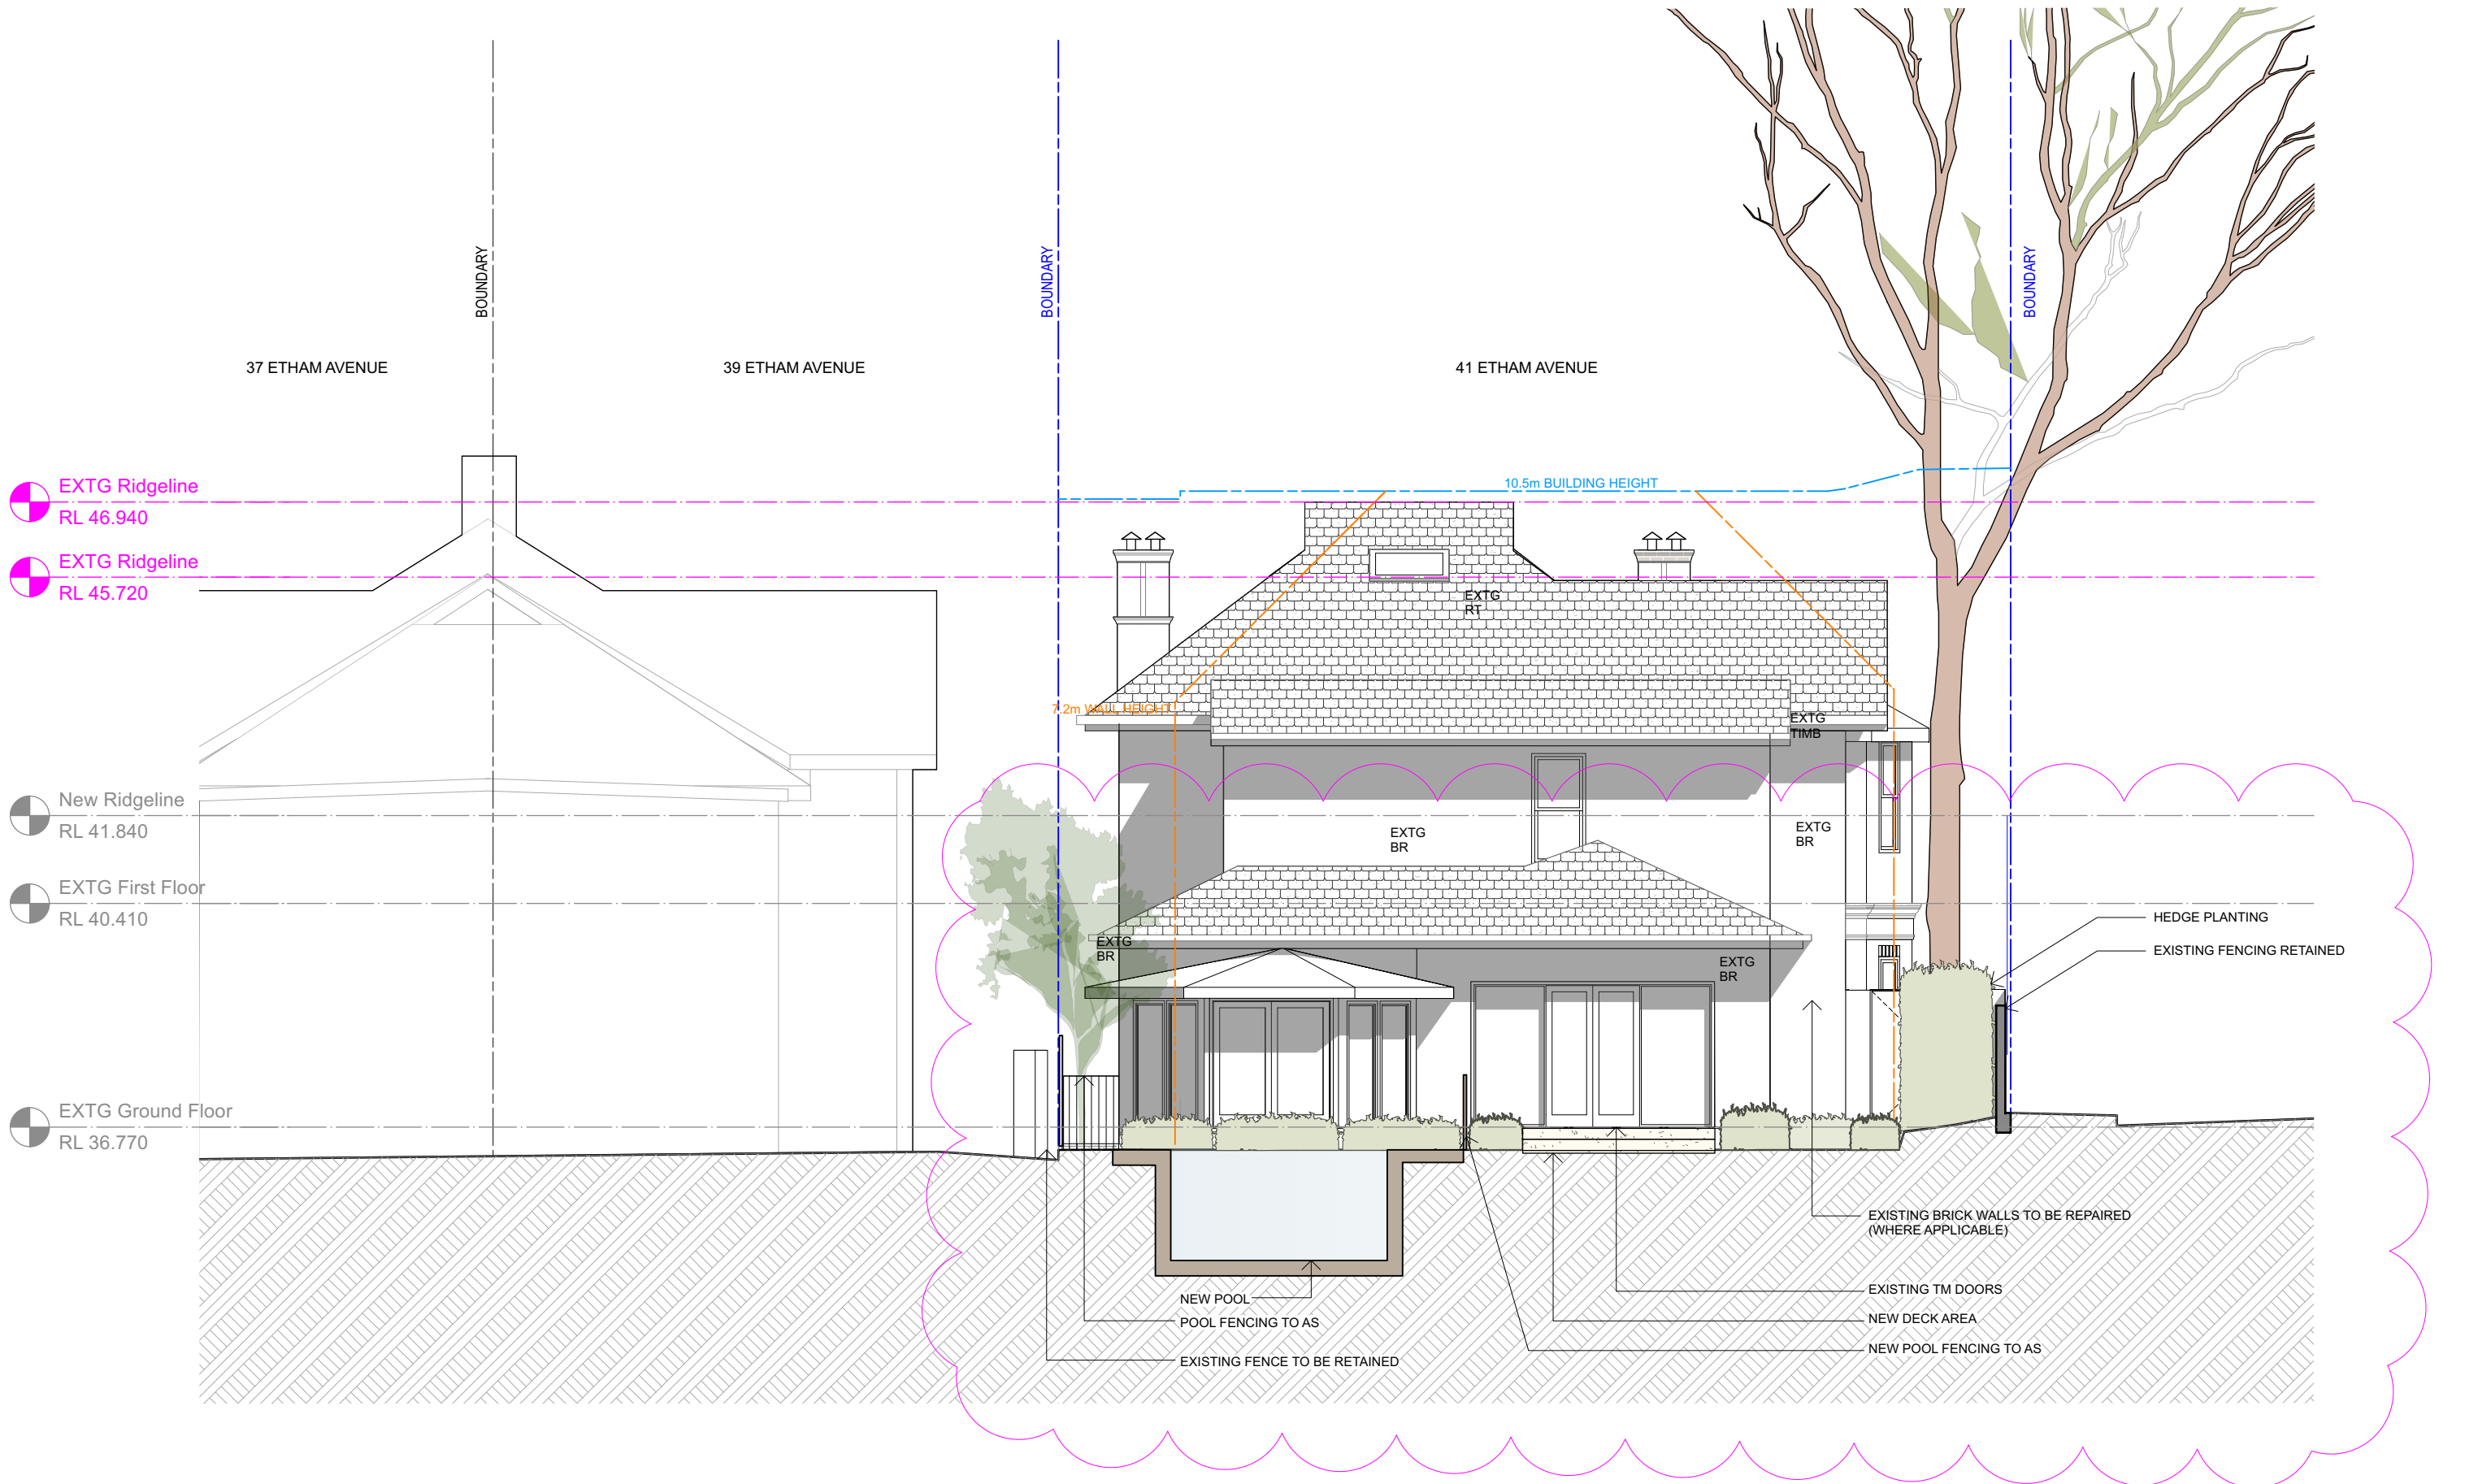 BOUNDARY
BOUNDARY
BOUNDARY
37 ETHAM AVENUE
39 ETHAM AVENUE
41 ETHAM AVENUE
EXTG Ridgeline
RL 46.940
10.5m BUILDING HEIGHT
EXTG Ridgeline
RL 45.720
EXTG
RT
7.2m WALL HEIGHT
EXTG
TIMB
New Ridgeline
RL 41.840
EXTG
BR
EXTG
BR
EXTG First Floor
RL 40.410
HEDGE PLANTING
EXTG
BR
EXISTING FENCING RETAINED
EXTG
BR
EXTG Ground Floor
RL 36.770
EXISTING BRICK WALLS TO BE REPAIRED
(WHERE APPLICABLE)
NEW POOL
EXISTING TM DOORS
POOL FENCING TO AS
NEW DECK AREA
EXISTING FENCE TO BE RETAINED
NEW POOL FENCING TO AS